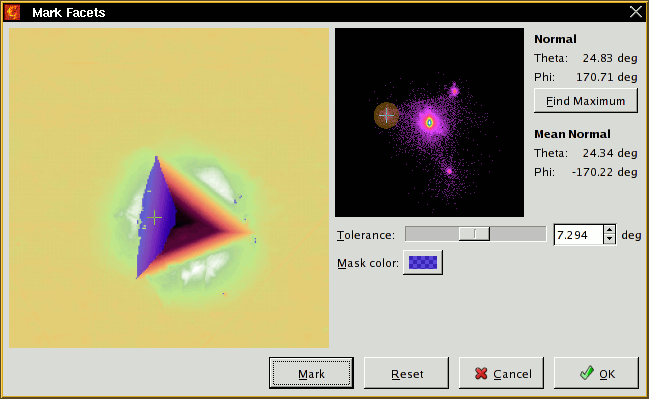 Mark Facets
Normal
Theta: 24.83 deg
Phi: 170.71 deg
Find Maximum
Mean Normal
Theta: 24.34 deg
Phi: -170.22 deg
Tolerance: 7.294 deg
Mask color:
Mark Reset Cancel OK